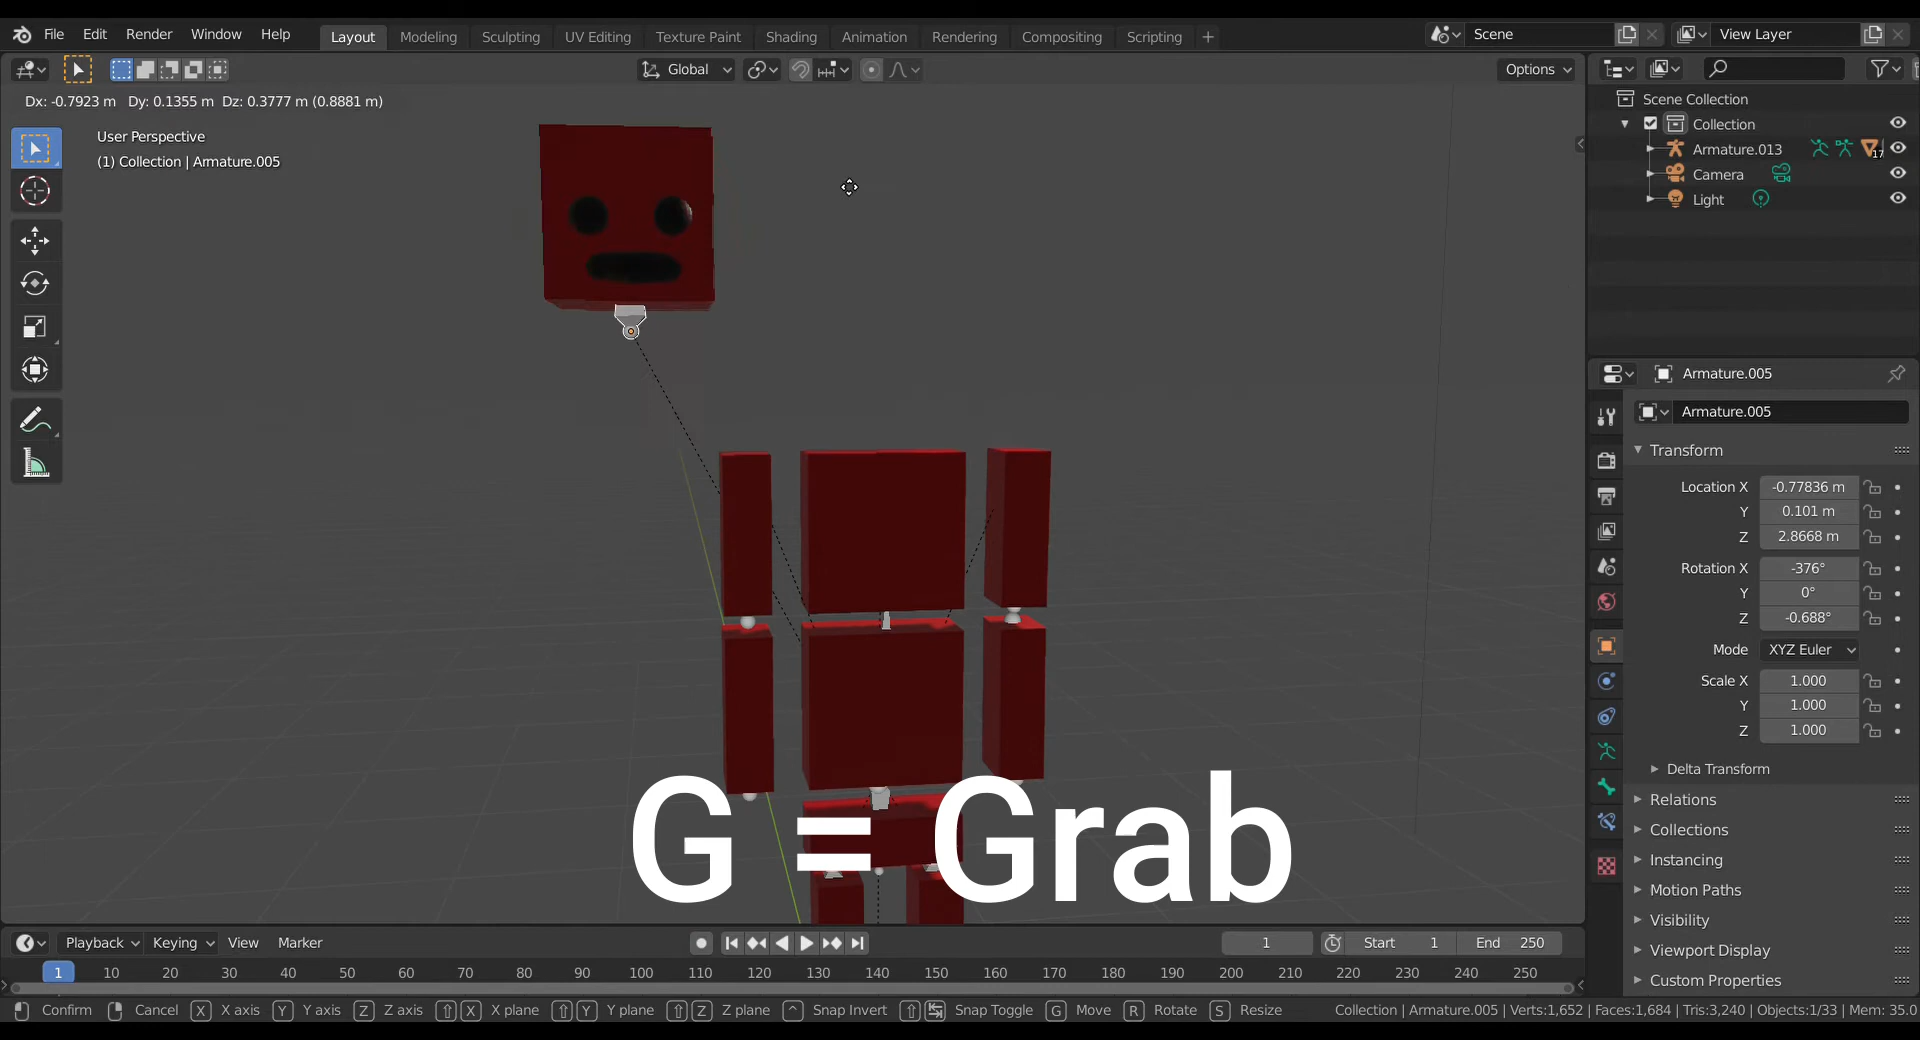 File Edit Render Window Help Layout Modeling Sculpting UV Editing Texture Paint Shading Animation Rendering Compositing Scripting + Scene View Layer
Global Options
Dx: -0.7923 m Dy: 0.1355 m Dz: 0.3777 m (0.8881 m)
User Perspective
(1) Collection | Armature.005
Scene Collection
Collection
Armature.013 17
Camera
Light
Armature.005
Armature.005
Transform
Location X -0.77836 m
Y 0.101 m
Z 2.8668 m
Rotation X -376°
Y 0°
Z -0.688°
Mode XYZ Euler
Scale X 1.000
Y 1.000
Z 1.000
Delta Transform
Relations
Collections
Instancing
Motion Paths
Visibility
Viewport Display
Custom Properties
G = Grab
Playback Keying View Marker 1 Start 1 End 250
1 10 20 30 40 50 60 70 80 90 100 110 120 130 140 150 160 170 180 190 200 210 220 230 240 250
Confirm Cancel X X axis Y Y axis Z Z axis X X plane Y Y plane Z Z plane Snap Invert Snap Toggle G Move R Rotate S Resize Collection | Armature.005 | Verts:1,652 | Faces:1,684 | Tris:3,240 | Objects:1/33 | Mem: 35.0